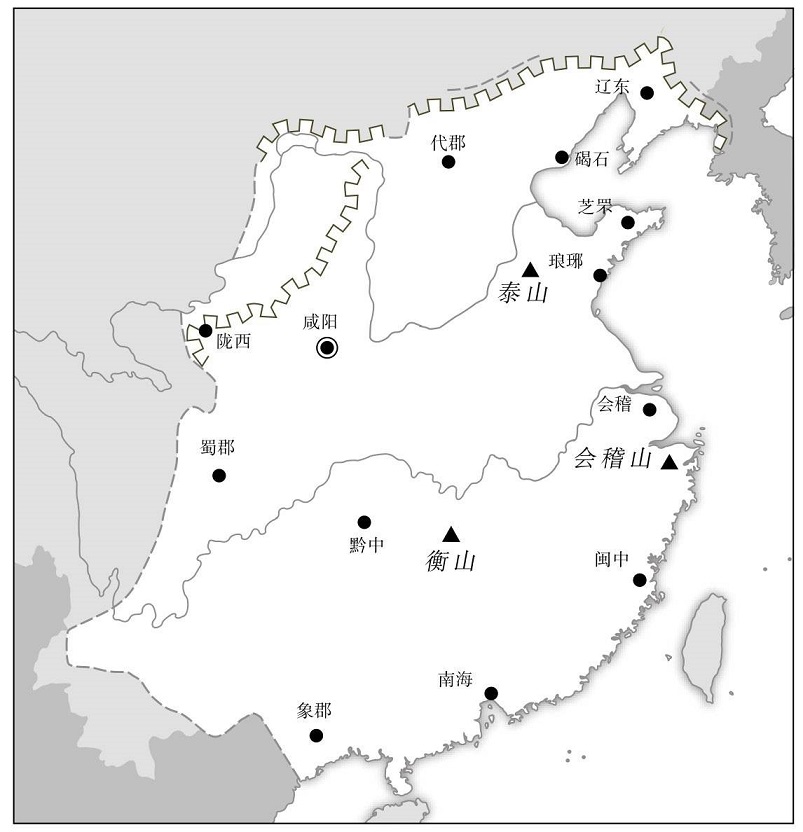 辽东
代郡
碣石
芝罘
琅琊
泰山
咸阳
陇西
会稽
会稽山
蜀郡
黔中
衡山
闽中
南海
象郡